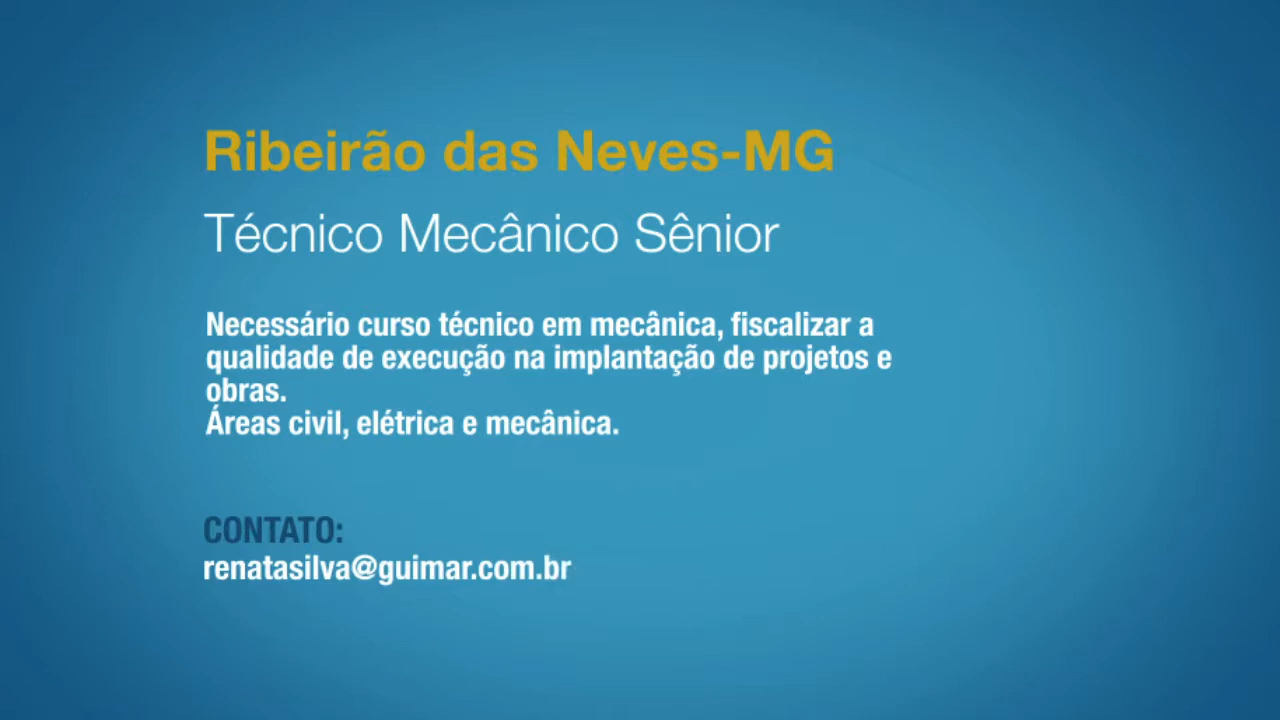 Ribeirão das Neves-MG
Técnico Mecânico Sênior
Necessário curso técnico em mecânica, fiscalizar a
qualidade de execução na implantação de projetos e
obras.
Áreas civil, elétrica e mecânica.
CONTATO:
renatasilva@guimar.com.br